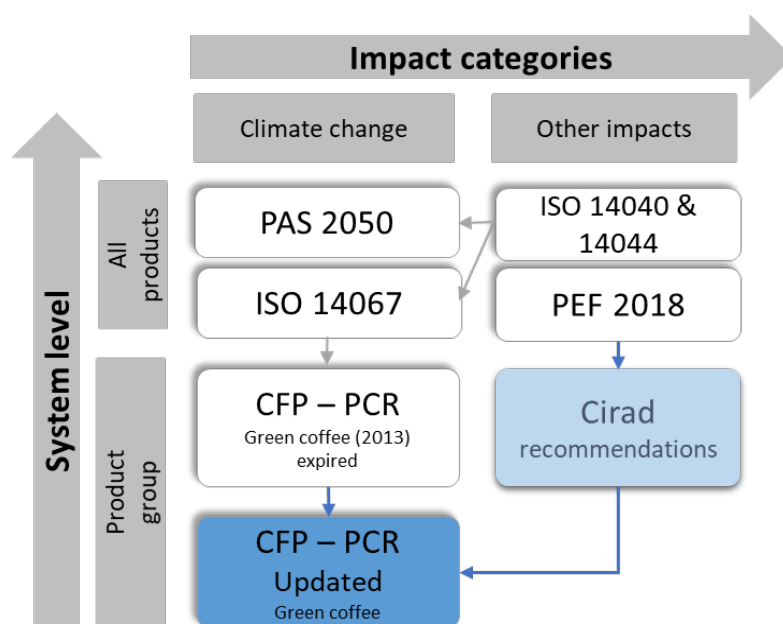 Impact categories
Climate change
Other impacts
System level
All
products
PAS 2050
ISO 14040 &
14044
ISO 14067
PEF 2018
Product
group
CFP – PCR
Green coffee (2013)
expired
Cirad
recommendations
CFP – PCR
Updated
Green coffee